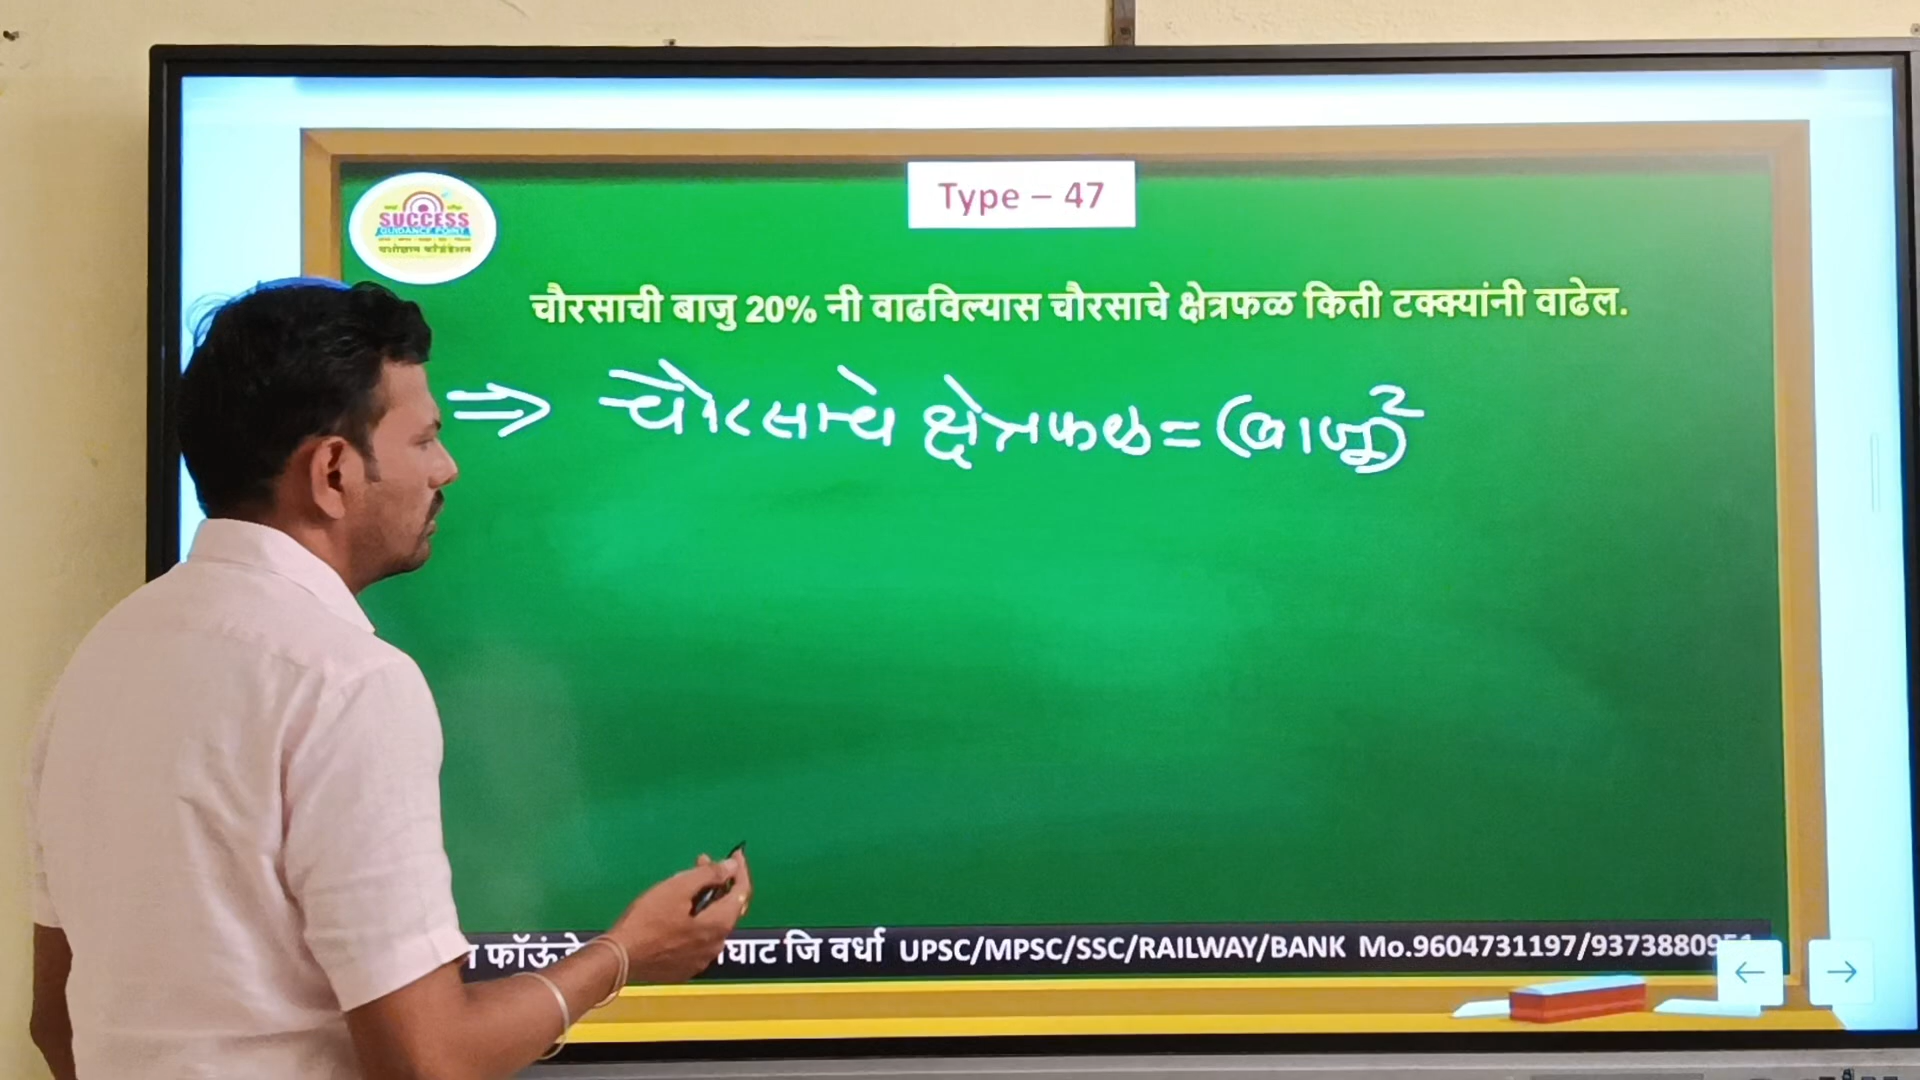 Type – 47
SUCCESS
GUIDANCE POINT
चौरसाची बाजु 20% नी वाढविल्यास चौरसाचे क्षेत्रफळ किती टक्क्यांनी वाढेल.
⇒ चौरसाचे क्षेत्रफळ = (बाजू)²
फॉऊंडे घाट जि वर्धा UPSC/MPSC/SSC/RAILWAY/BANK Mo.9604731197/9373880951